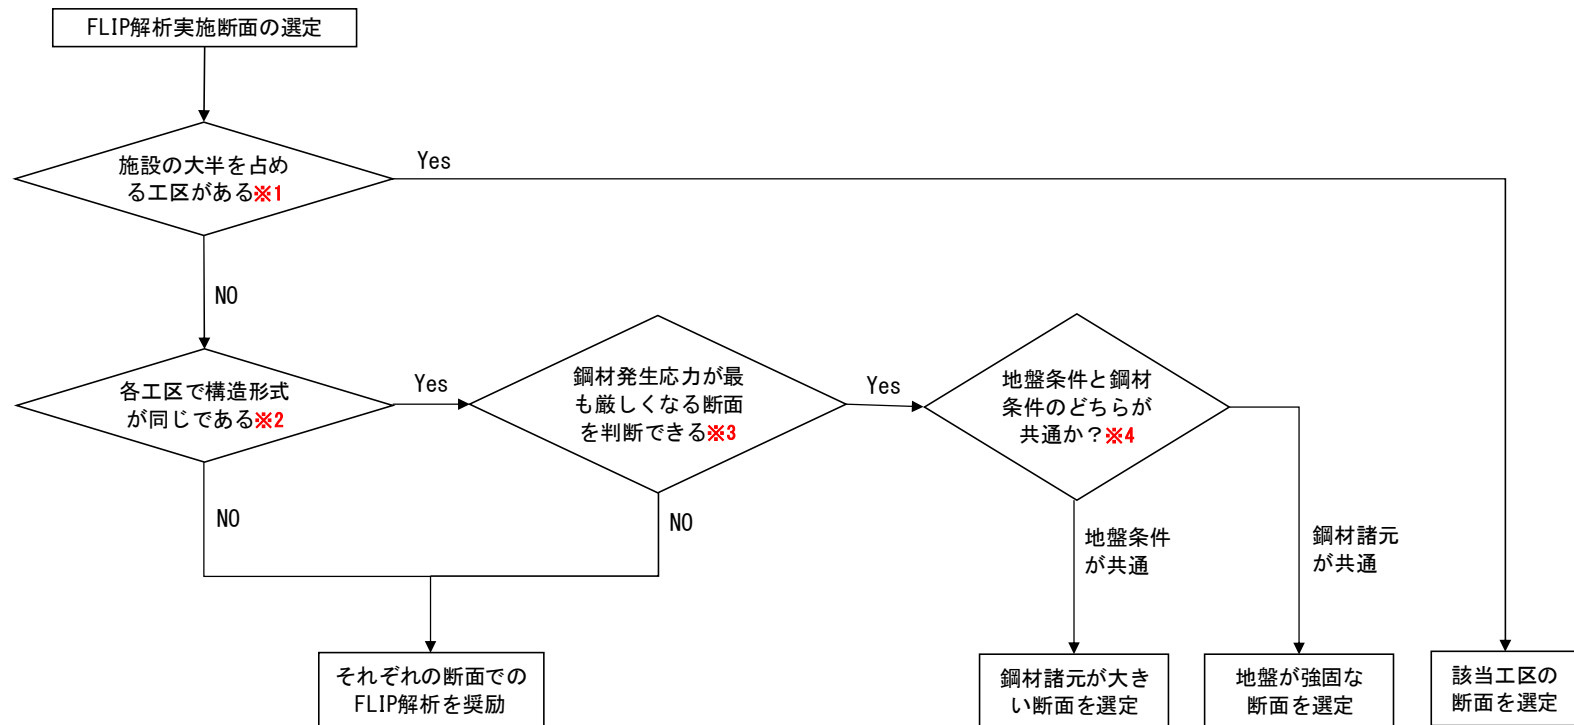 FLIP解析実施断面の選定
施設の大半を占め
る工区がある※1
Yes
NO
各工区で構造形式
が同じである※2
Yes
NO
鋼材発生応力が最
も厳しくなる断面
を判断できる※3
Yes
NO
地盤条件と鋼材
条件のどちらが
共通か？※4
地盤条件
が共通
鋼材諸元
が共通
それぞれの断面での
FLIP解析を奨励
鋼材諸元が大き
い断面を選定
地盤が強固な
断面を選定
該当工区の
断面を選定